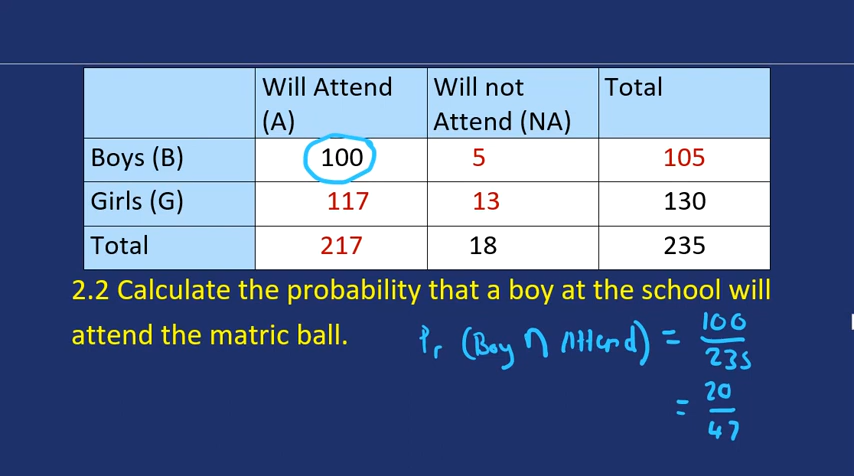 Will Attend (A) Will not Attend (NA) Total
Boys (B) 100 5 105
Girls (G) 117 13 130
Total 217 18 235
2.2 Calculate the probability that a boy at the school will
attend the matric ball.
Pr (Boy ∩ Attend) = 100/235
= 20/47